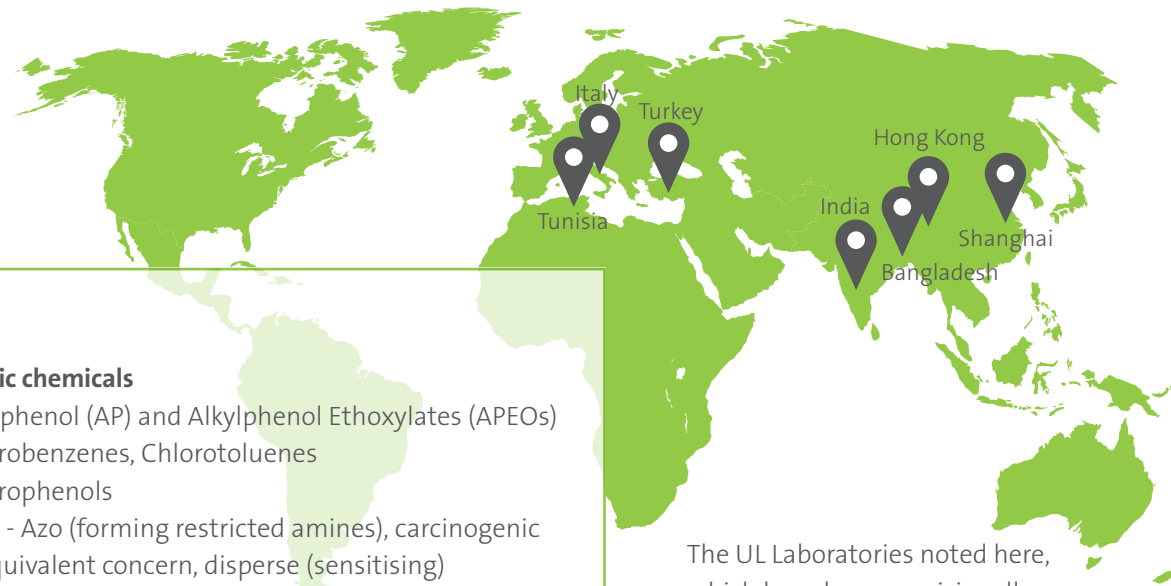 Italy
Turkey
Hong Kong
India
Tunisia
Shanghai
Bangladesh
ic chemicals
phenol (AP) and Alkylphenol Ethoxylates (APEOs)
robenzenes, Chlorotoluenes
rophenols
- Azo (forming restricted amines), carcinogenic
quivalent concern, disperse (sensitising)
The UL Laboratories noted here,